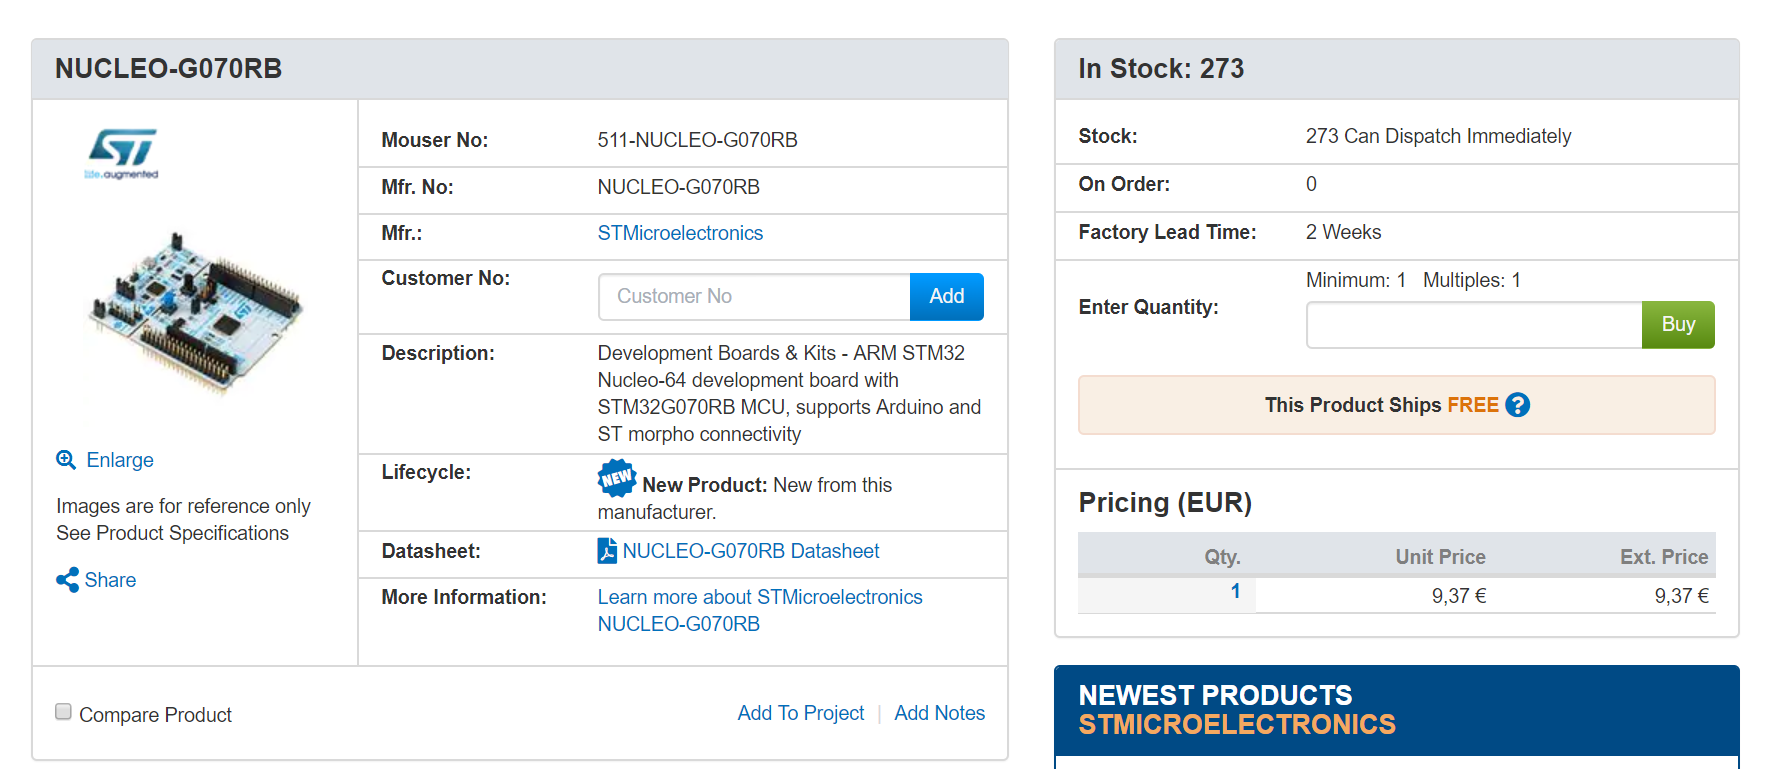 NUCLEO-G070RB
ST
life.augmented
Enlarge
Images are for reference only
See Product Specifications
Share
Mouser No: 511-NUCLEO-G070RB
Mfr. No: NUCLEO-G070RB
Mfr.: STMicroelectronics
Customer No: Customer No Add
Description: Development Boards & Kits - ARM STM32
Nucleo-64 development board with
STM32G070RB MCU, supports Arduino and
ST morpho connectivity
Lifecycle: NEW New Product: New from this
manufacturer.
Datasheet: NUCLEO-G070RB Datasheet
More Information: Learn more about STMicroelectronics
NUCLEO-G070RB
Compare Product
Add To Project | Add Notes
In Stock: 273
Stock: 273 Can Dispatch Immediately
On Order: 0
Factory Lead Time: 2 Weeks
Minimum: 1 Multiples: 1
Enter Quantity: Buy
This Product Ships FREE ?
Pricing (EUR)
Qty. Unit Price Ext. Price
1 9,37 € 9,37 €
NEWEST PRODUCTS
STMICROELECTRONICS